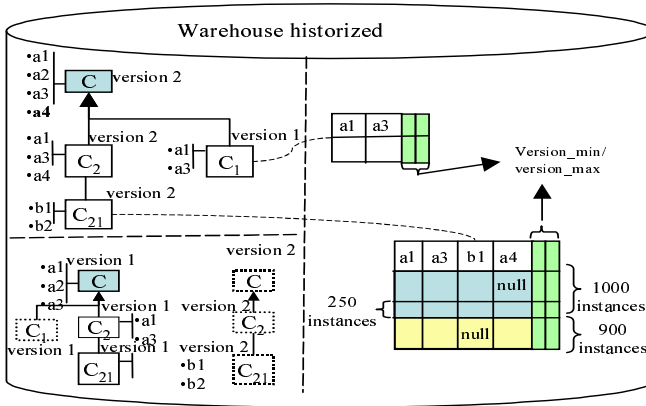 Warehouse historized
•a1
•a2
•a3
•a4
C
version 2
version 2
•a1
•a3
•a4
C2
version 1
•a1
•a3
C1
version 2
•b1
•b2
C21
a1 a3
Version_min/
version_max
version 1
•a1
•a2
•a3
C
version 1
C1
version 1
C2
•a1
•a3
version 1
C21
version 2
C
version 2
C2
version 2
•b1
•b2
C21
a1 a3 b1 a4
null
null
250
instances
1000
instances
900
instances